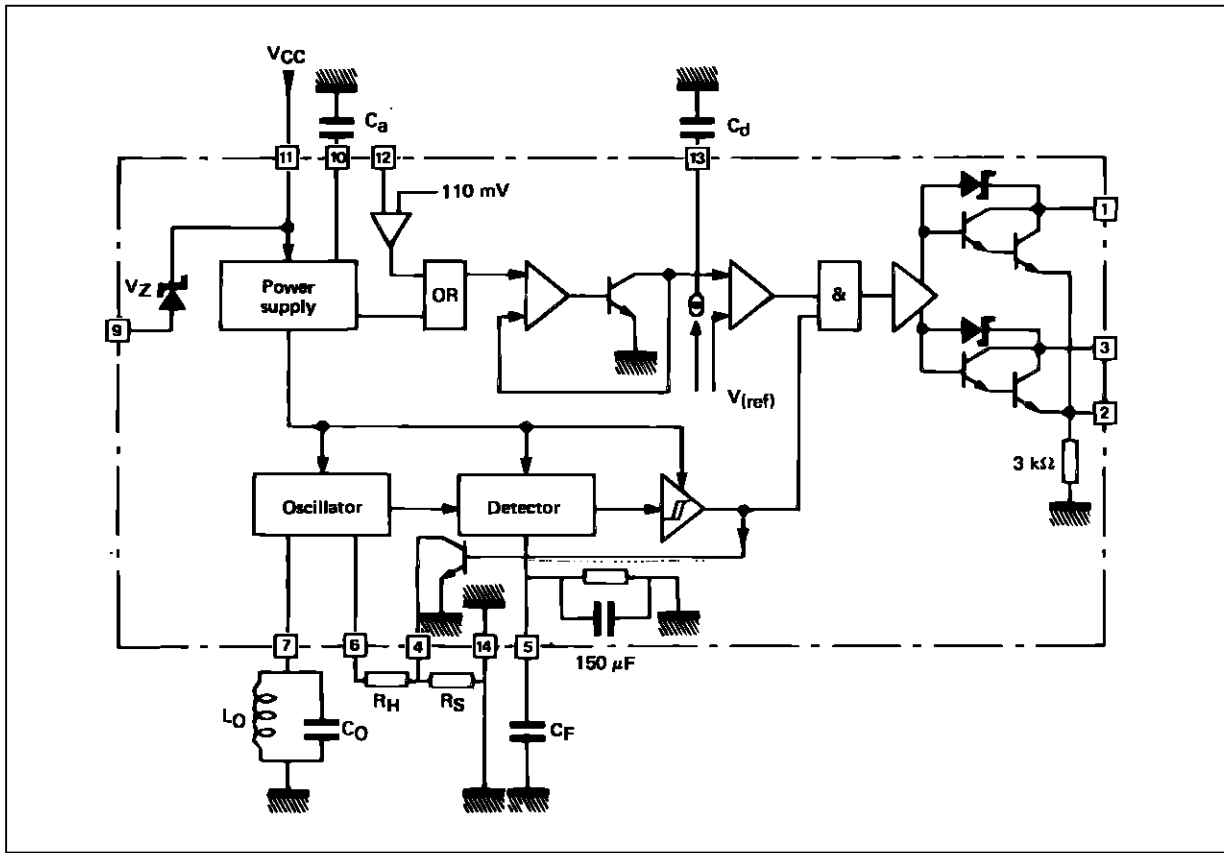 VCC
Ca
Cd
11
10
12
13
110 mV
1
VZ
Power
supply
OR
&
9
3
V(ref)
2
3 kΩ
Oscillator
Detector
7
6
4
14
5
150 µF
RH
RS
LO
CO
CF